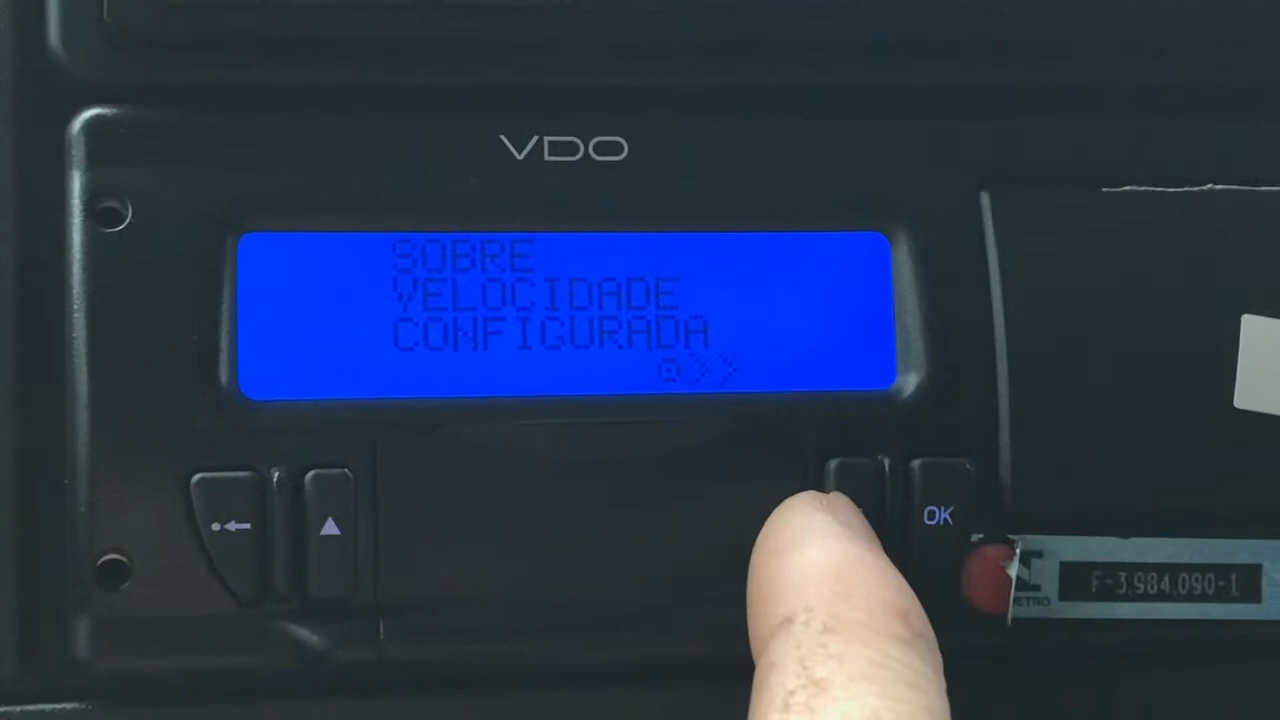 VDO
SOBRE
VELOCIDADE
CONFIGURADA
OK
F-3.984.090-1